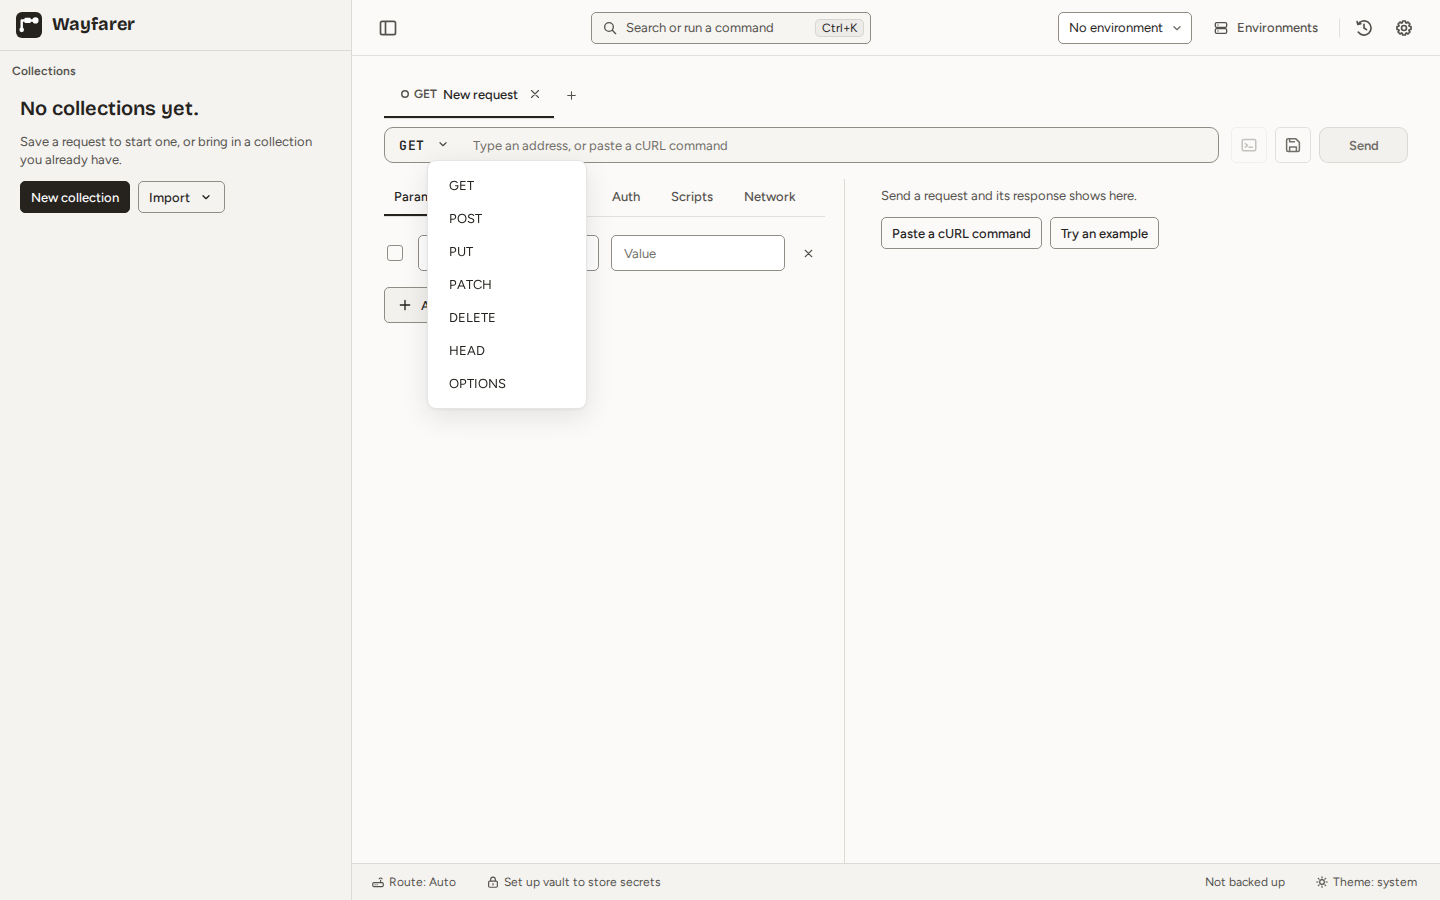 Wayfarer
Search or run a command
Ctrl+K
No environment
Environments
Collections
No collections yet.
Save a request to start one, or bring in a collection
you already have.
New collection
Import
GET New request
GET
Type an address, or paste a cURL command
Send
GET
POST
PUT
PATCH
DELETE
HEAD
OPTIONS
Auth
Scripts
Network
Value
Send a request and its response shows here.
Paste a cURL command
Try an example
Route: Auto
Set up vault to store secrets
Not backed up
Theme: system